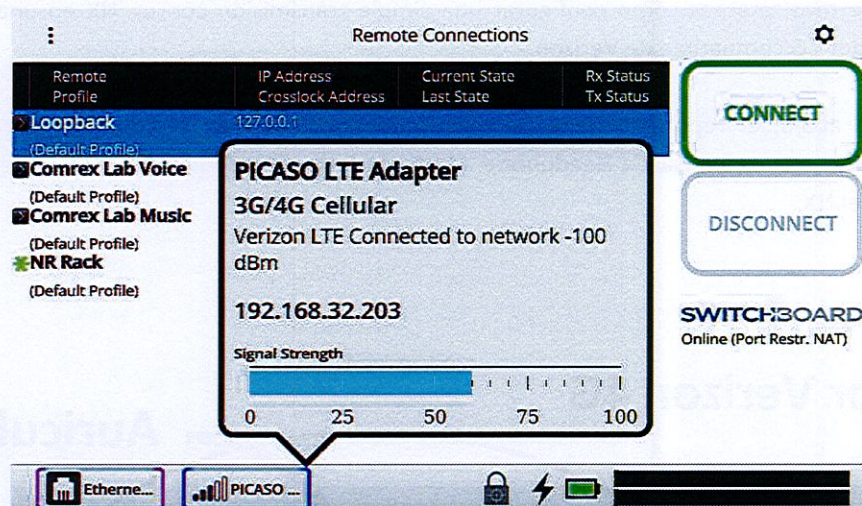 Remote Connections
Remote Profile
IP Address Crosslock Address
Current State Last State
Rx Status Tx Status
Loopback
127.0.0.1
(Default Profile)
Comrex Lab Voice
(Default Profile)
Comrex Lab Music
(Default Profile)
NR Rack
(Default Profile)
PICASO LTE Adapter
3G/4G Cellular
Verizon LTE Connected to network -100
dBm
192.168.32.203
Signal Strength
0 25 50 75 100
CONNECT
DISCONNECT
SWITCHBOARD
Online (Port Restr. NAT)
Etherne...
PICASO ...